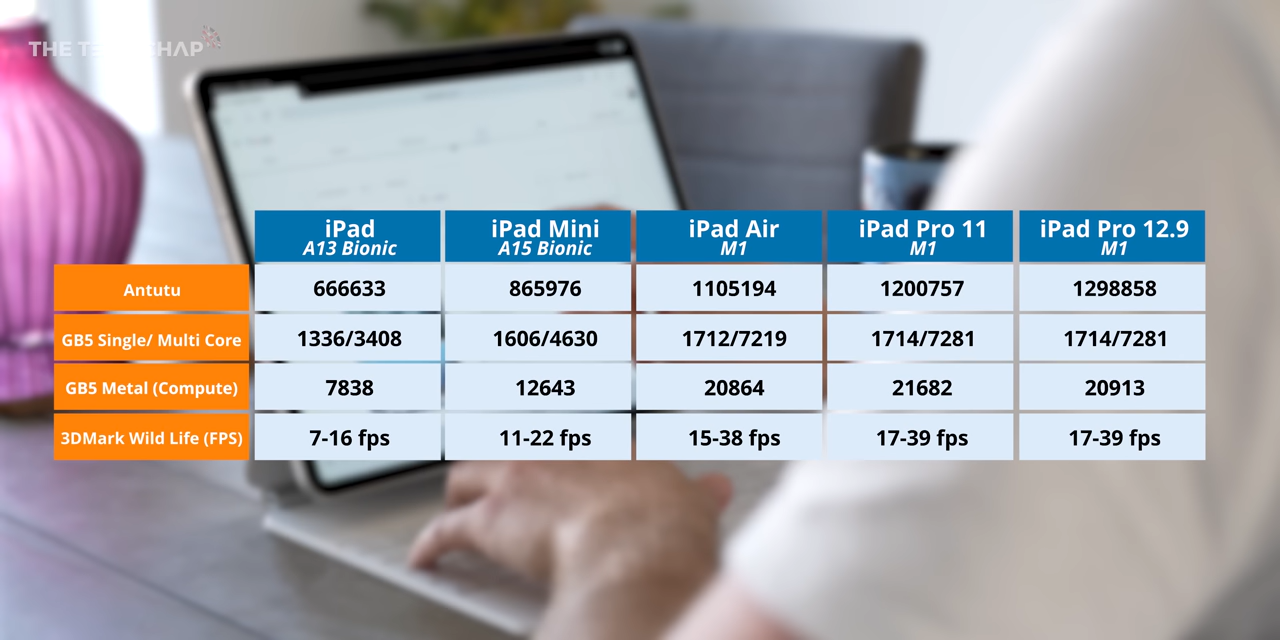 THE TECH CHAP
iPad iPad Mini iPad Air iPad Pro 11 iPad Pro 12.9
A13 Bionic A15 Bionic M1 M1 M1
Antutu 666633 865976 1105194 1200757 1298858
GB5 Single/ Multi Core 1336/3408 1606/4630 1712/7219 1714/7281 1714/7281
GB5 Metal (Compute) 7838 12643 20864 21682 20913
3DMark Wild Life (FPS) 7-16 fps 11-22 fps 15-38 fps 17-39 fps 17-39 fps